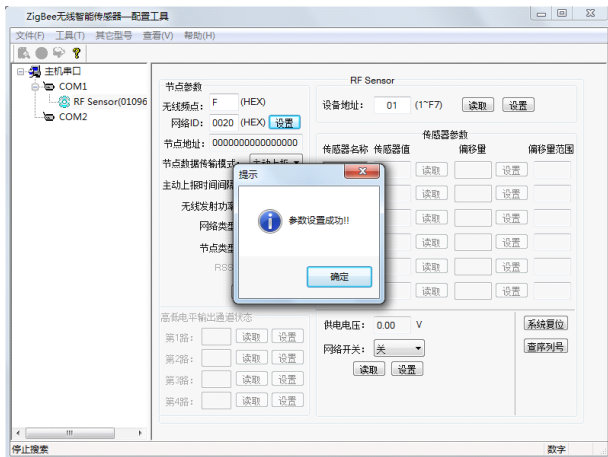 ZigBee无线智能传感器—配置工具
文件(F) 工具(T) 其它型号 查看(V) 帮助(H)
主机串口
COM1
RF Sensor(01096
COM2
节点参数
无线频点: F (HEX)
网络ID: 0020 (HEX) 设置
节点地址: 0000000000000000
节点数据传输模式: 主动上报
主动上报时间间隔
无线发射功率
网络类型
节点类型
RSS
高低电平输出通道状态
第1路: 读取 设置
第2路: 读取 设置
第3路: 读取 设置
第4路: 读取 设置
RF Sensor
设备地址: 01 (1~F7) 读取 设置
传感器参数
传感器名称 传感器值 偏移量 偏移量范围
读取 设置
读取 设置
读取 设置
读取 设置
读取 设置
读取 设置
供电电压: 0.00 V
网络开关: 关
读取 设置
系统复位
查序列号
提示
参数设置成功!!
确定
停止搜索
数字